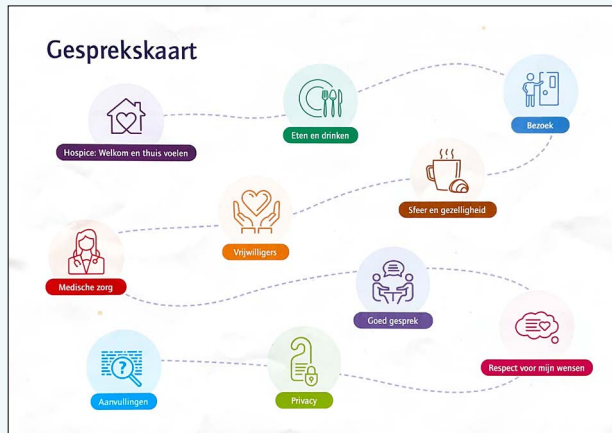 Gesprekskaart
Hospice: Welkom en thuis voelen
Eten en drinken
Bezoek
Sfeer en gezelligheid
Vrijwilligers
Medische zorg
Goed gesprek
Respect voor mijn wensen
Privacy
Aanvullingen
?